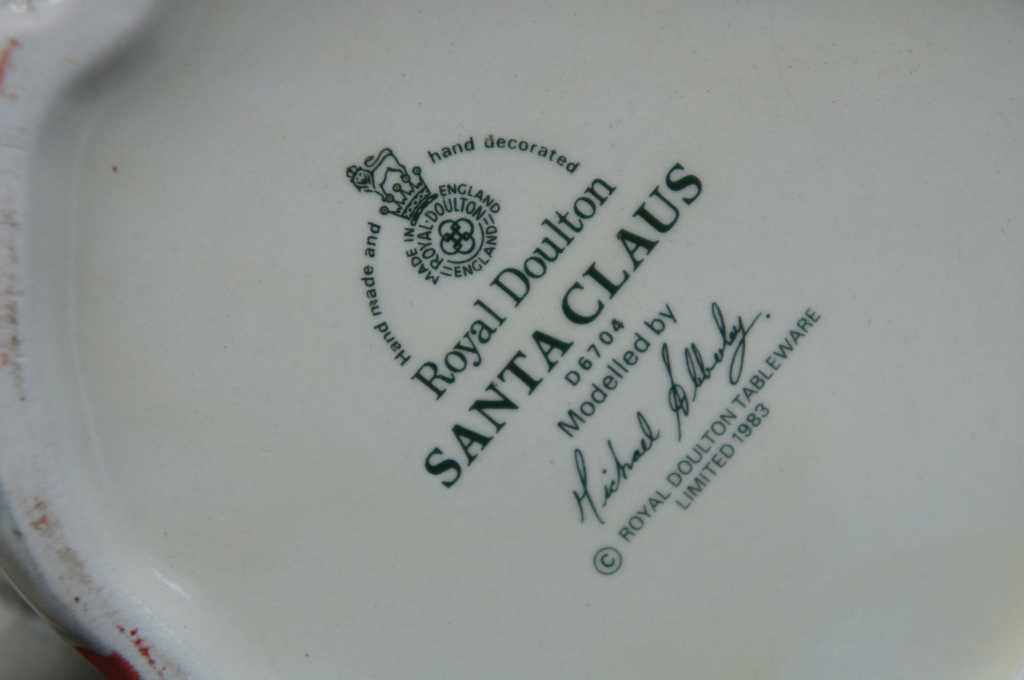 Hand made and hand decorated
MADE IN ENGLAND
ROYAL·DOULTON
ENGLAND
Royal Doulton
SANTA CLAUS
D6704
Modelled by
Michael Abberley.
© ROYAL DOULTON TABLEWARE
LIMITED 1983